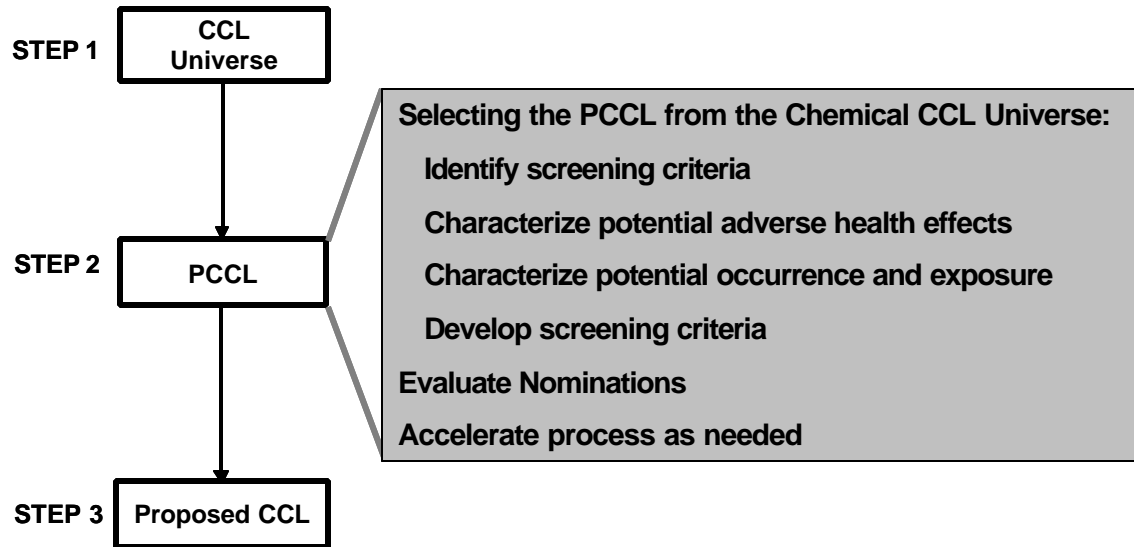 STEP 1
CCL
Universe
STEP 2
PCCL
Selecting the PCCL from the Chemical CCL Universe:
Identify screening criteria
Characterize potential adverse health effects
Characterize potential occurrence and exposure
Develop screening criteria
Evaluate Nominations
Accelerate process as needed
STEP 3
Proposed CCL